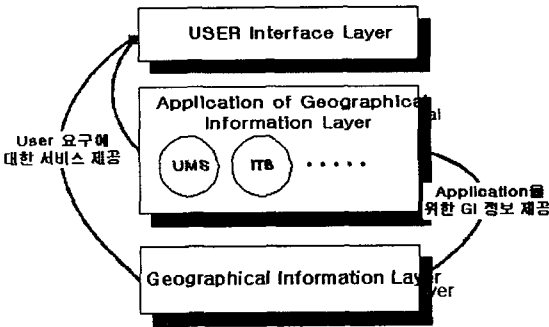 USER Interface Layer
Application of Geographical
Information Layer
UMS
ITS
.....
User 요구에
대한 서비스 제공
Application을
위한 GI 정보 제공
Geographical Information Layer